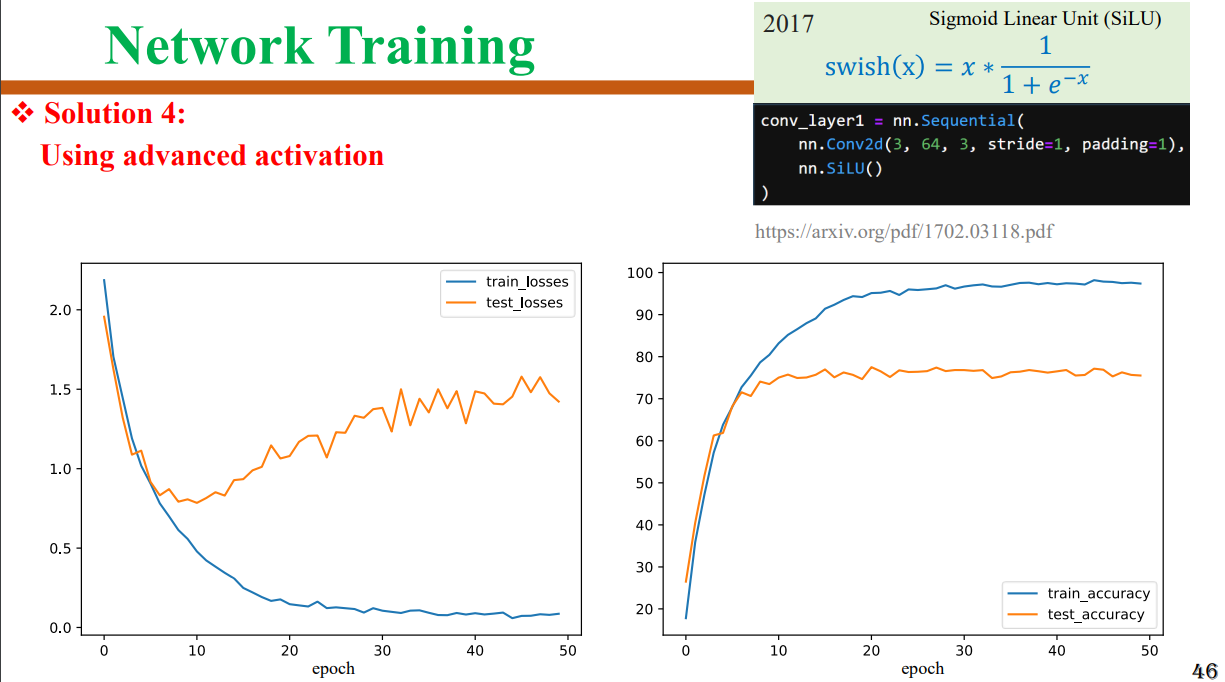 Network Training
2017
Sigmoid Linear Unit (SiLU)
swish(x) = x * 1 / (1 + e^−x)
❖ Solution 4:
Using advanced activation
conv_layer1 = nn.Sequential(
nn.Conv2d(3, 64, 3, stride=1, padding=1),
nn.SiLU()
)
https://arxiv.org/pdf/1702.03118.pdf
train_losses
test_losses
2.0
1.5
1.0
0.5
0.0
0 10 20 30 40 50
epoch
100
90
80
70
60
50
40
30
20
train_accuracy
test_accuracy
0 10 20 30 40 50
epoch
46